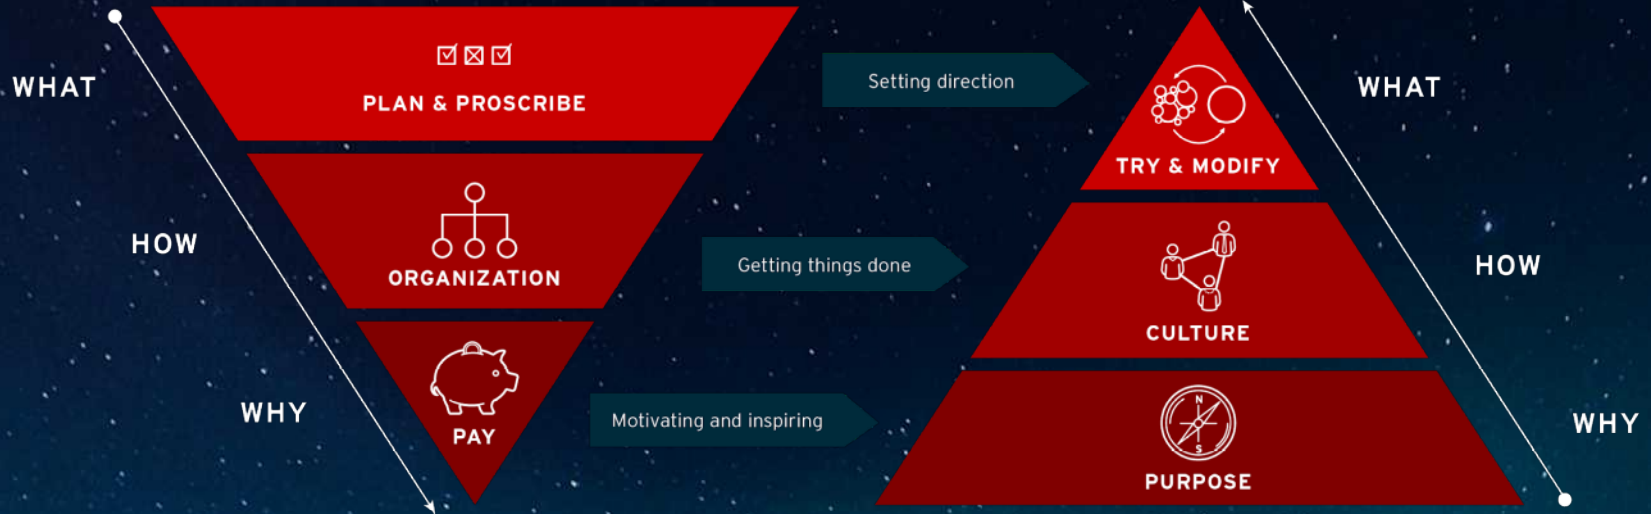 WHAT
PLAN & PROSCRIBE
HOW
ORGANIZATION
WHY
PAY
Setting direction
Getting things done
Motivating and inspiring
WHAT
TRY & MODIFY
HOW
CULTURE
WHY
N
S
PURPOSE